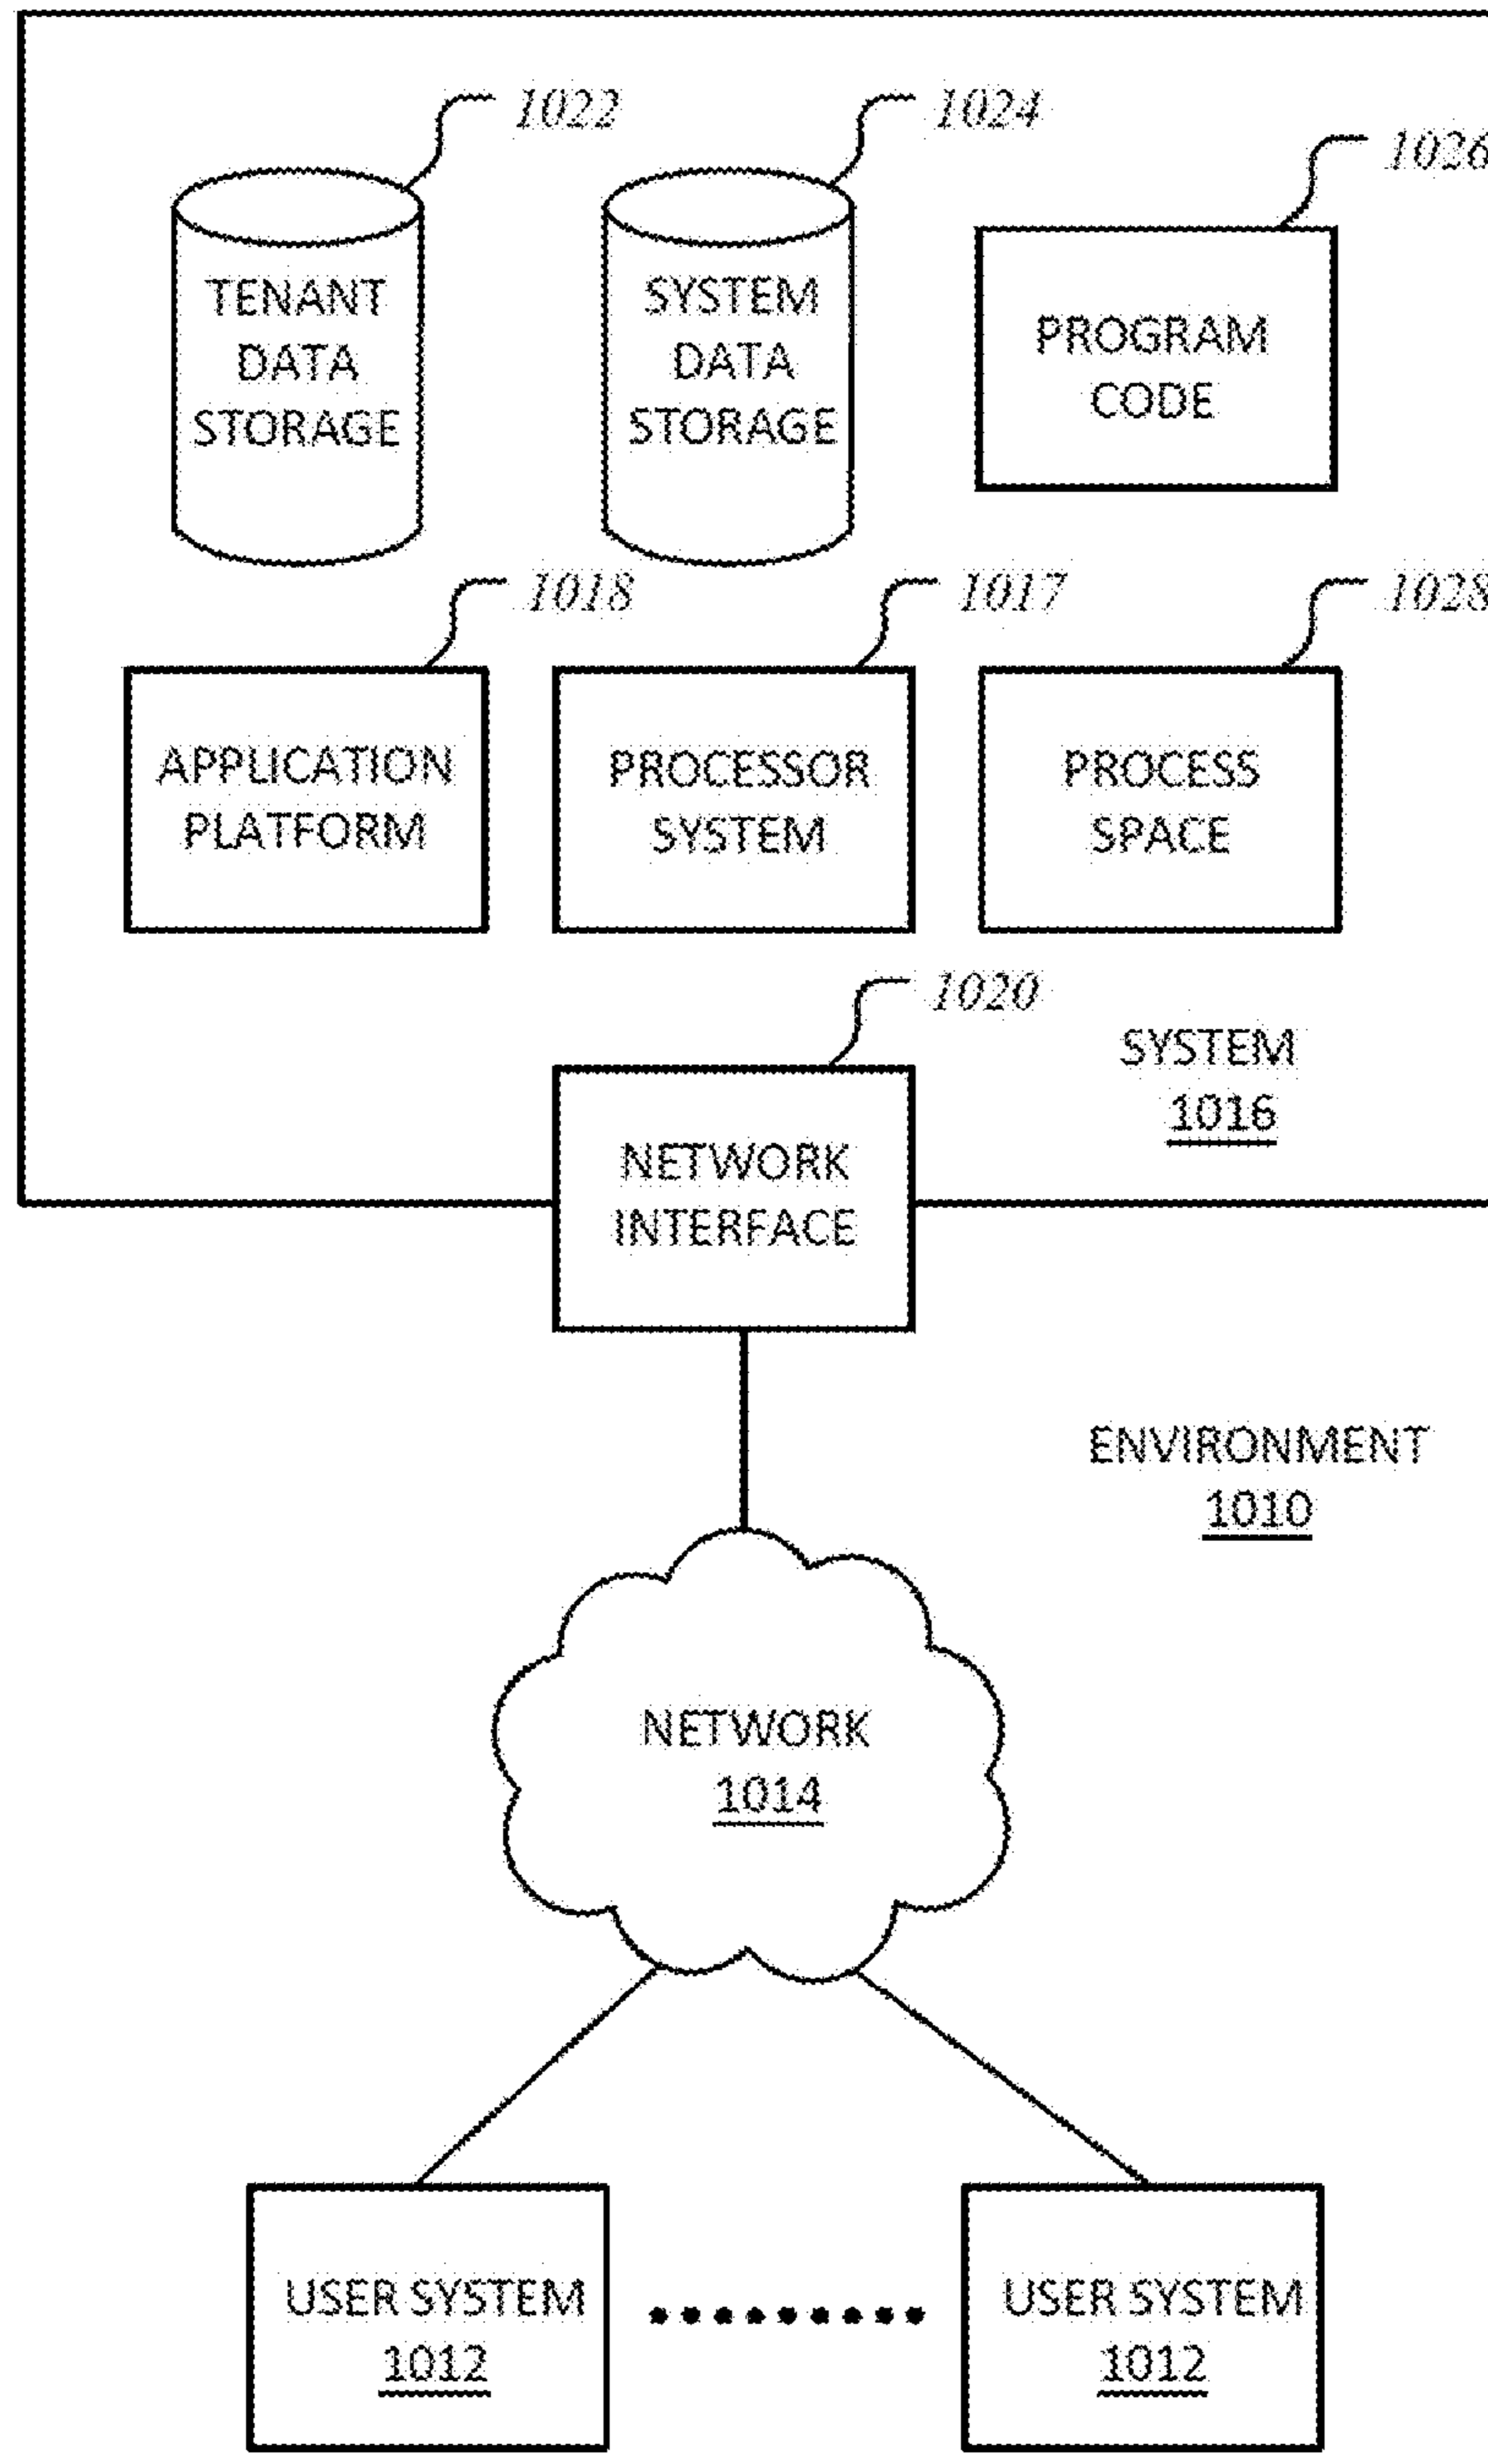 1022
1024
1026
TENANT
DATA
STORAGE
SYSTEM
DATA
STORAGE
PROGRAM
CODE
1018
1017
1028
APPLICATION
PLATFORM
PROCESSOR
SYSTEM
PROCESS
SPACE
1020
SYSTEM
1016
NETWORK
INTERFACE
ENVIRONMENT
1010
NETWORK
1014
USER SYSTEM
1012
USER SYSTEM
1012